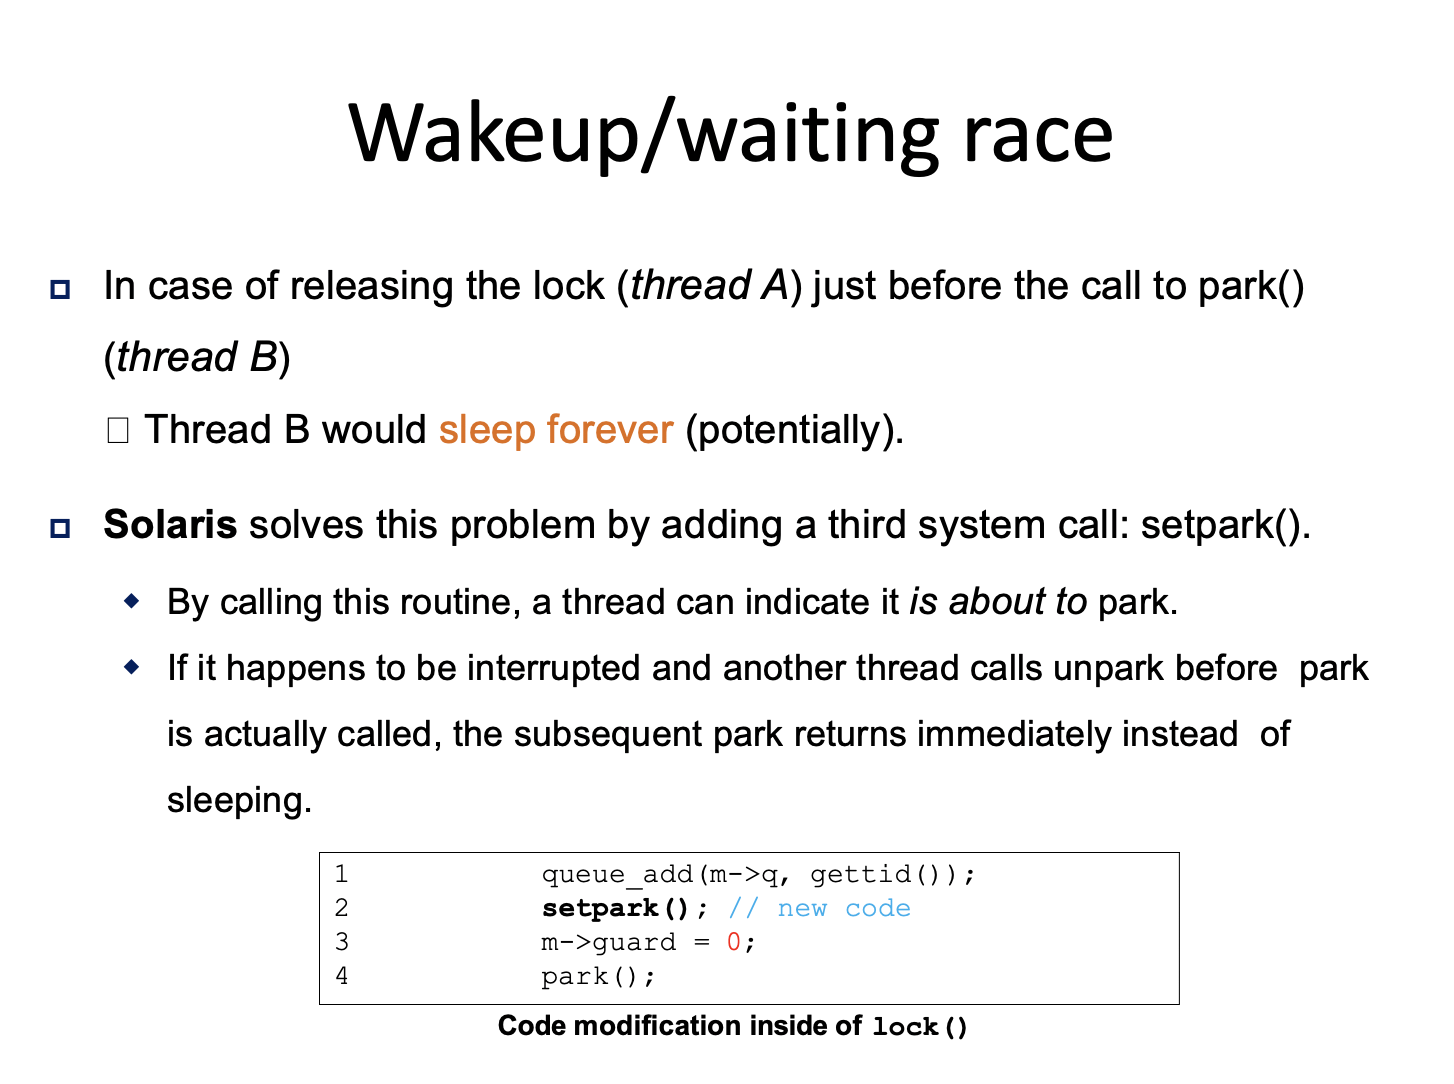 Wakeup/waiting race
In case of releasing the lock (thread A) just before the call to park()
(thread B)
Thread B would sleep forever (potentially).
Solaris solves this problem by adding a third system call: setpark().
By calling this routine, a thread can indicate it is about to park.
If it happens to be interrupted and another thread calls unpark before park
is actually called, the subsequent park returns immediately instead of
sleeping.
1 queue_add(m->q, gettid());
2 setpark(); // new code
3 m->guard = 0;
4 park();
Code modification inside of lock()